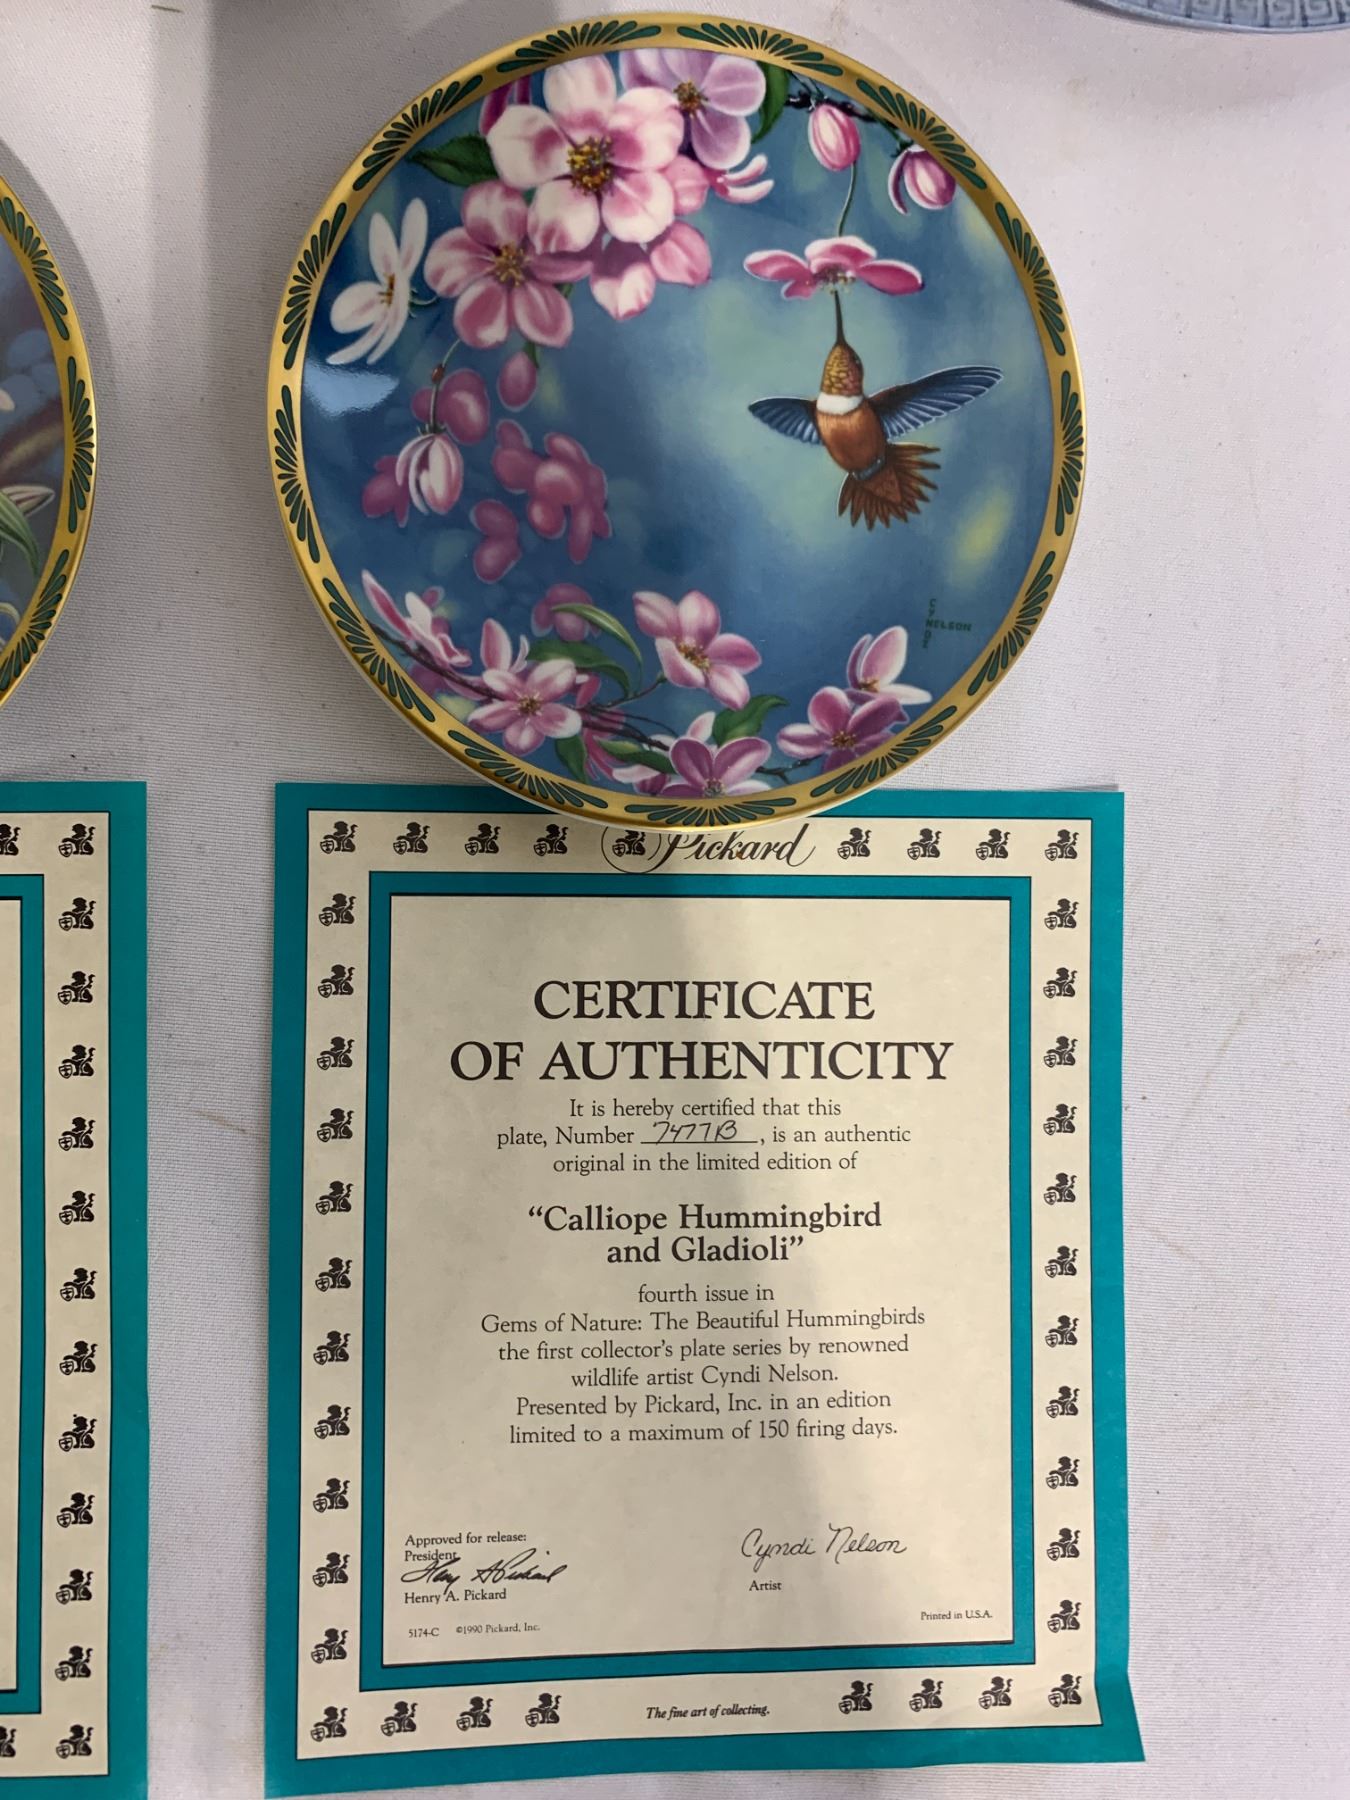 CYNDI
NELSON
Pickard
CERTIFICATE
OF AUTHENTICITY
It is hereby certified that this
plate, Number 7477B, is an authentic
original in the limited edition of
“Calliope Hummingbird
and Gladioli”
fourth issue in
Gems of Nature: The Beautiful Hummingbirds
the first collector's plate series by renowned
wildlife artist Cyndi Nelson.
Presented by Pickard, Inc. in an edition
limited to a maximum of 150 firing days.
Approved for release:
President
Henry A. Pickard
Henry A. Pickard
Cyndi Nelson
Artist
5174-C ©1990 Pickard, Inc.
Printed in U.S.A.
The fine art of collecting.